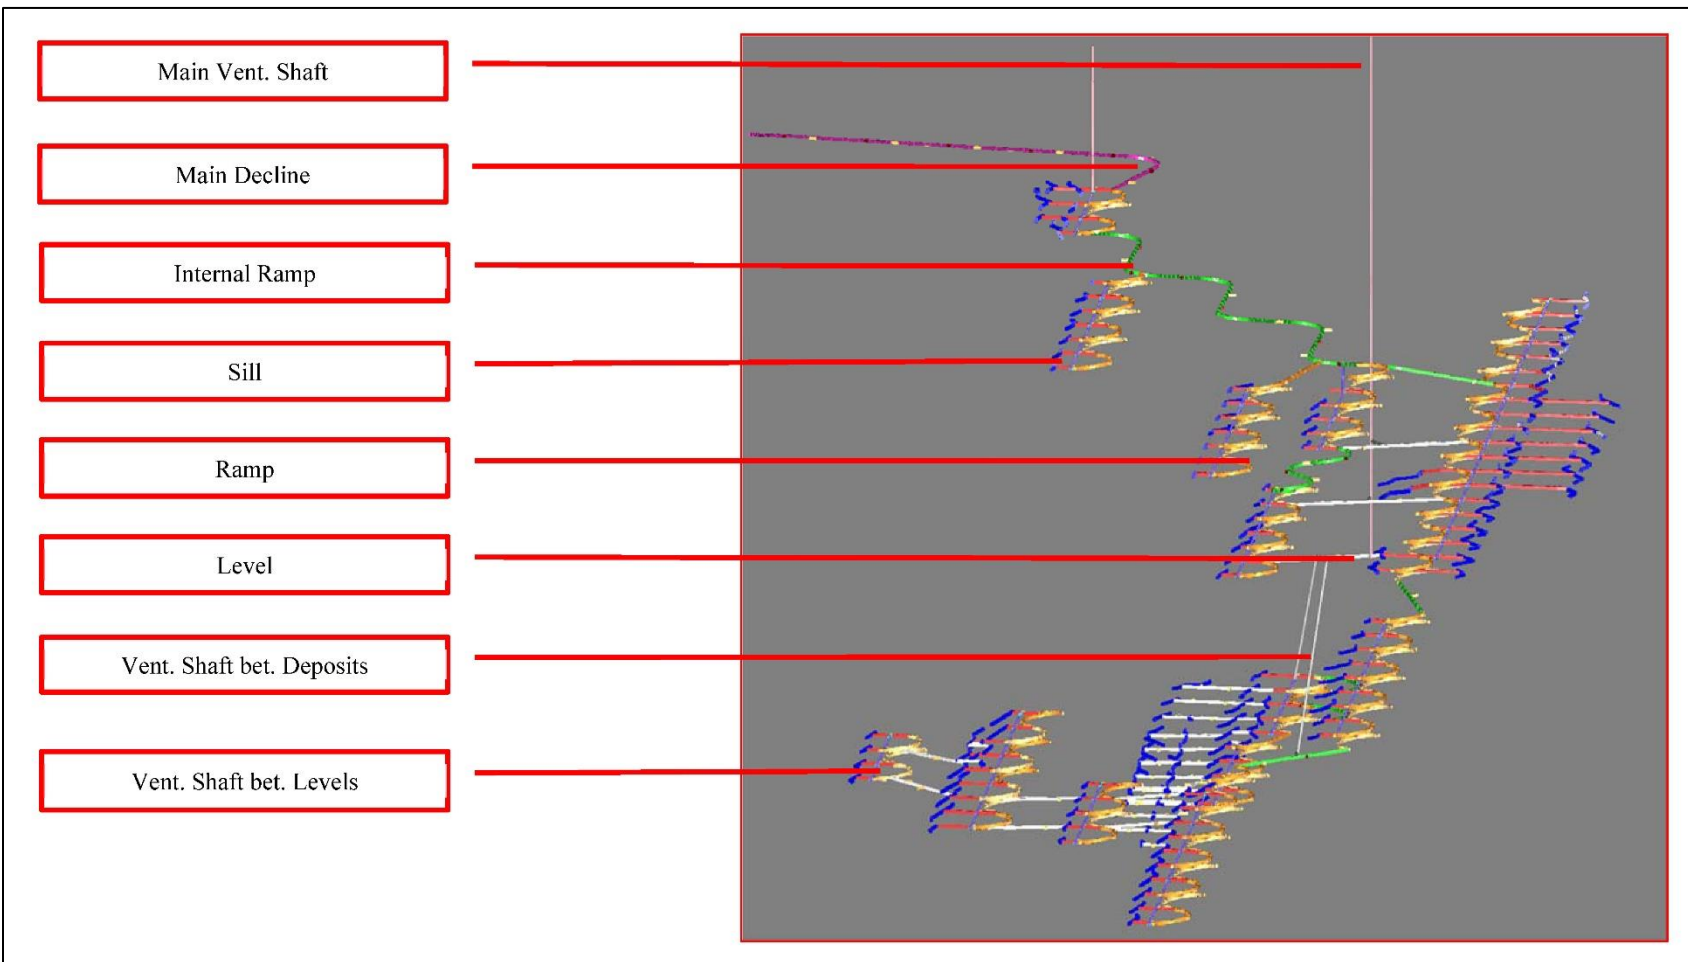 Main Vent. Shaft
Main Decline
Internal Ramp
Sill
Ramp
Level
Vent. Shaft bet. Deposits
Vent. Shaft bet. Levels